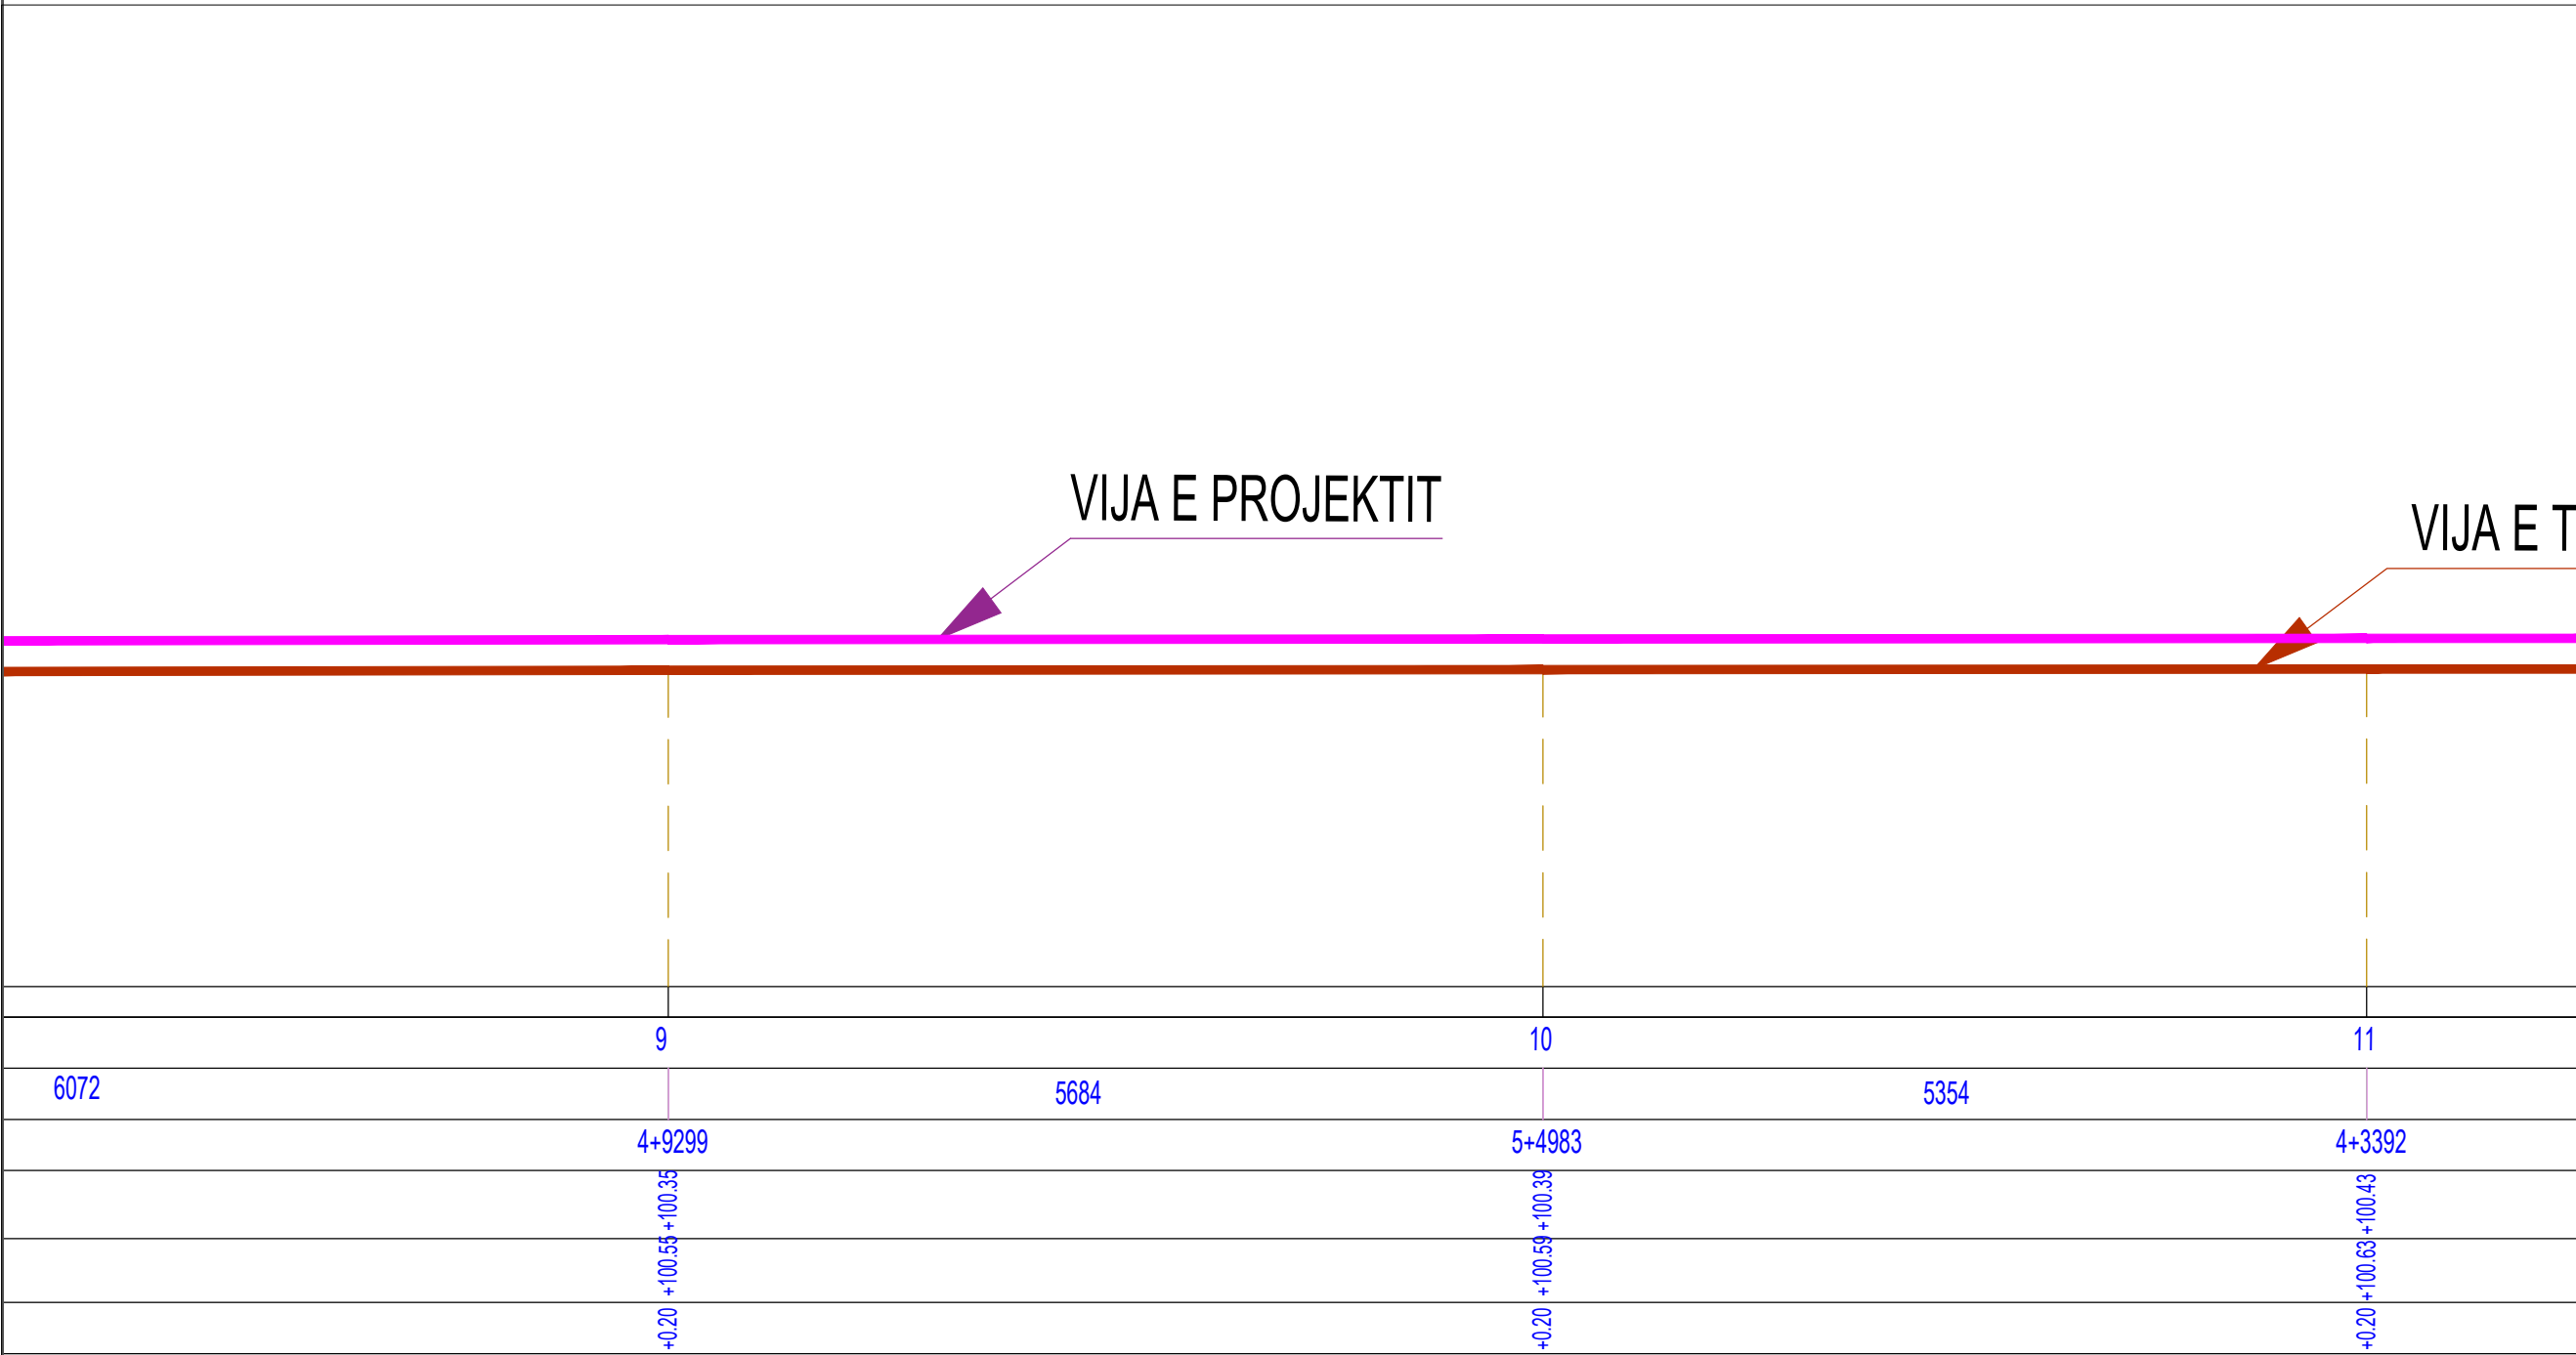 VIJA E PROJEKTIT
VIJA E T
9 10 11
6072 5684 5354
4+9299 5+4983 4+3392
+100.35 +100.39 +100.43
+100.55 +100.59 +100.63
+0.20 +0.20 +0.20